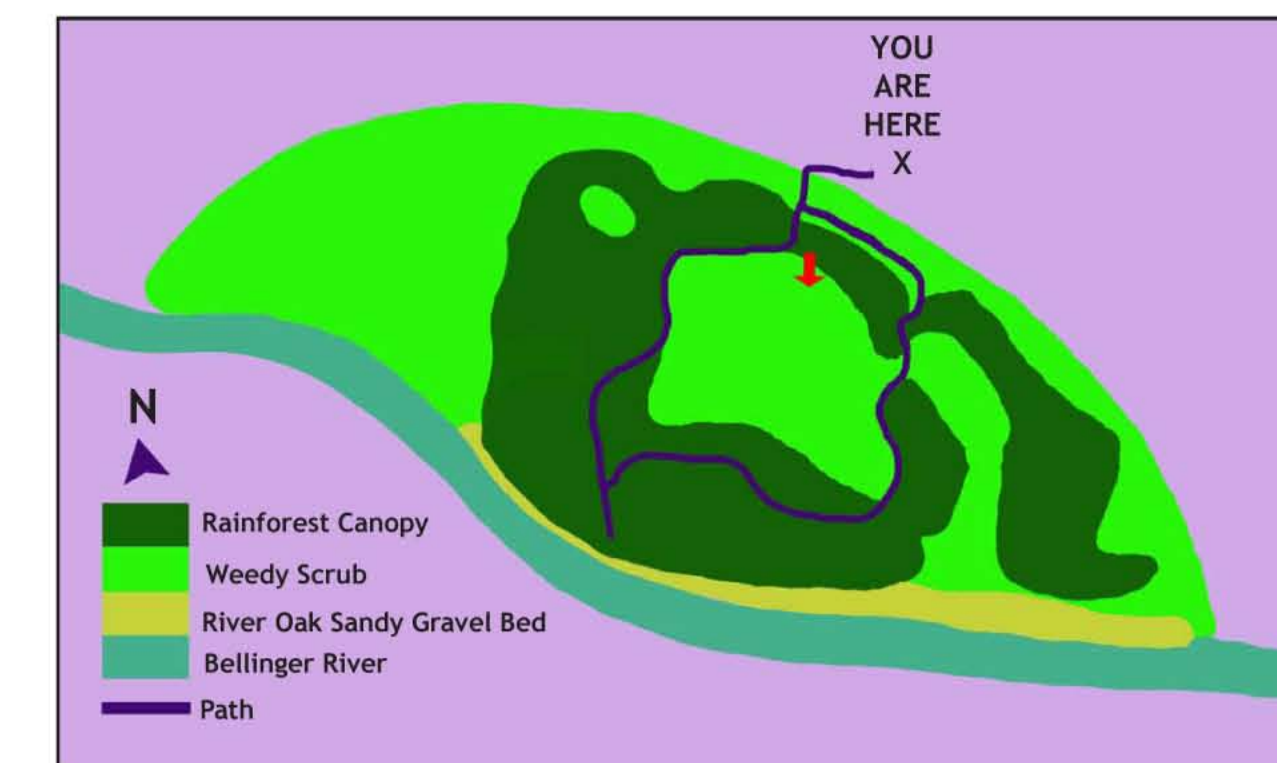 YOU
ARE
HERE
X
N
Rainforest Canopy
Weedy Scrub
River Oak Sandy Gravel Bed
Bellinger River
Path